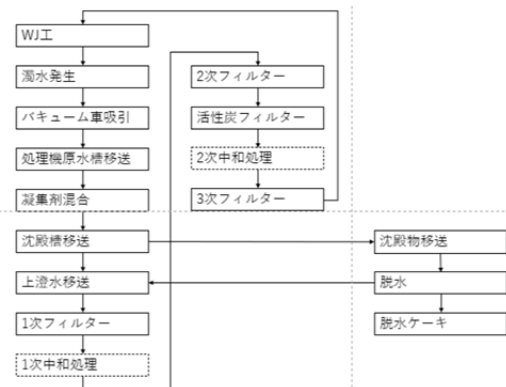 WJ工
濁水発生
バキューム車吸引
処理機原水槽移送
凝集剤混合
沈殿槽移送
上澄水移送
1次フィルター
1次中和処理
2次フィルター
活性炭フィルター
2次中和処理
3次フィルター
沈殿物移送
脱水
脱水ケーキ